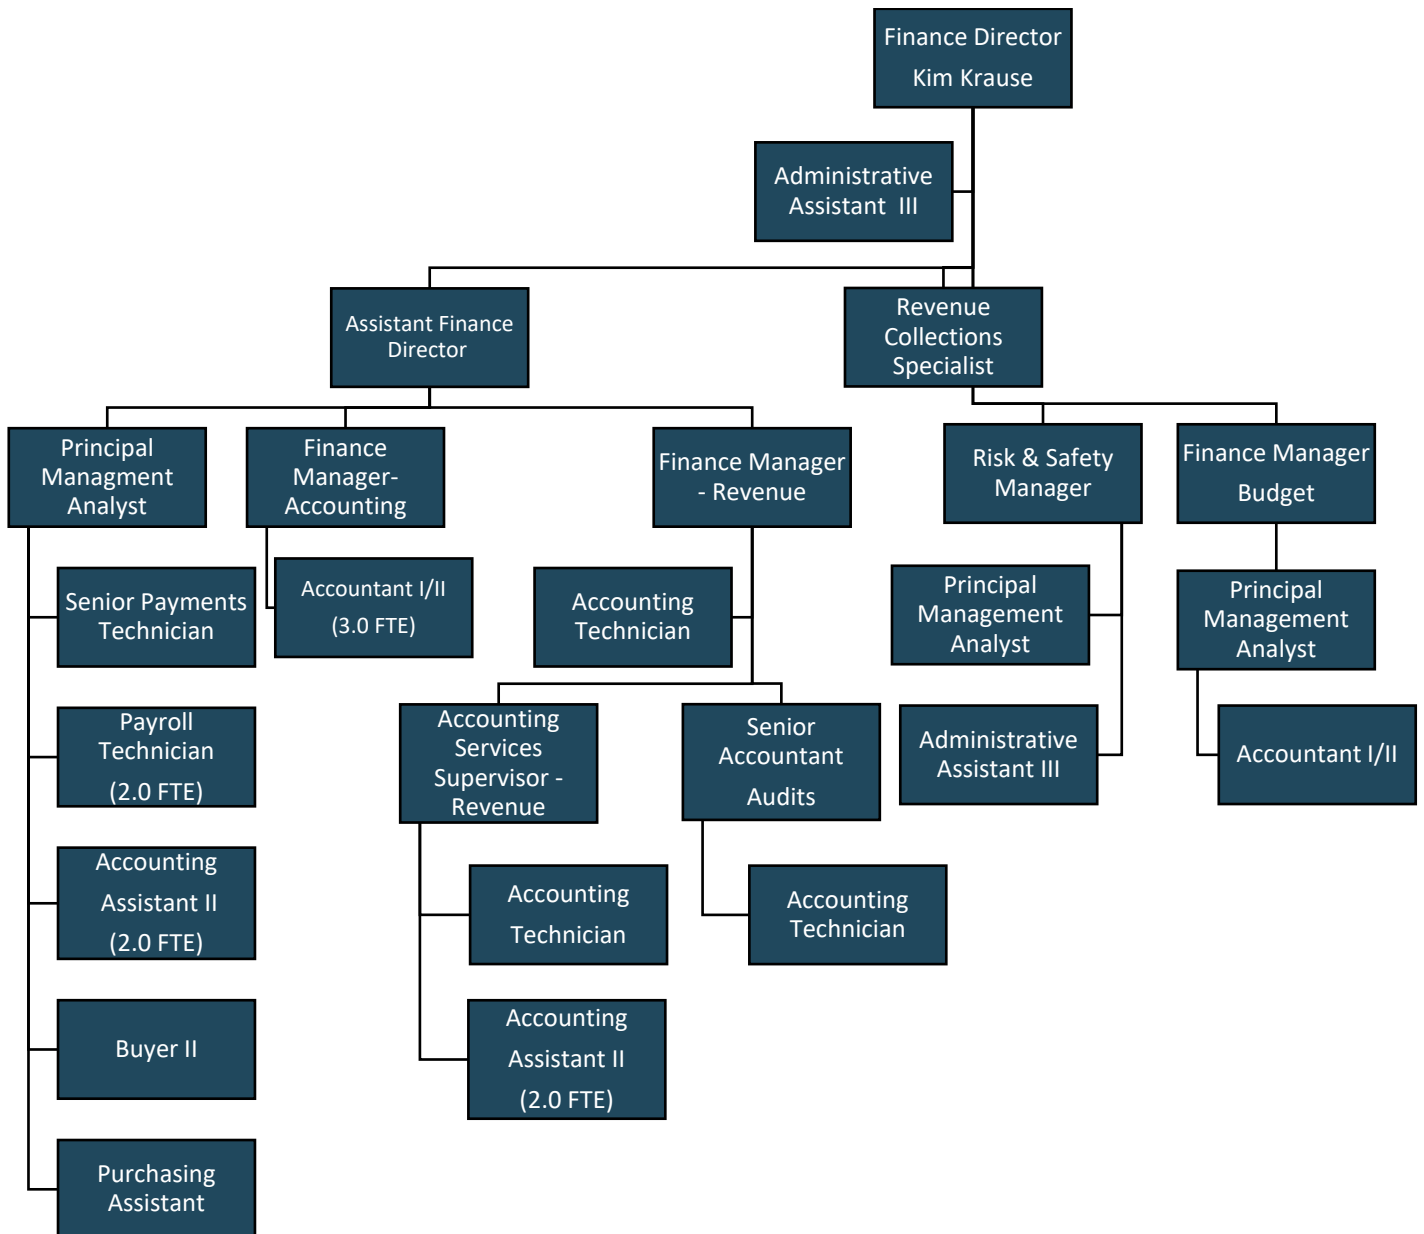 Finance Director
Kim Krause
Administrative
Assistant III
Assistant Finance
Director
Revenue
Collections
Specialist
Principal
Managment
Analyst
Finance
Manager-
Accounting
Finance Manager
- Revenue
Risk & Safety
Manager
Finance Manager
Budget
Senior Payments
Technician
Accountant I/II
(3.0 FTE)
Accounting
Technician
Principal
Management
Analyst
Principal
Management
Analyst
Payroll
Technician
(2.0 FTE)
Accounting
Services
Supervisor -
Revenue
Senior
Accountant
Audits
Administrative
Assistant III
Accountant I/II
Accounting
Assistant II
(2.0 FTE)
Accounting
Technician
Accounting
Technician
Buyer II
Accounting
Assistant II
(2.0 FTE)
Purchasing
Assistant